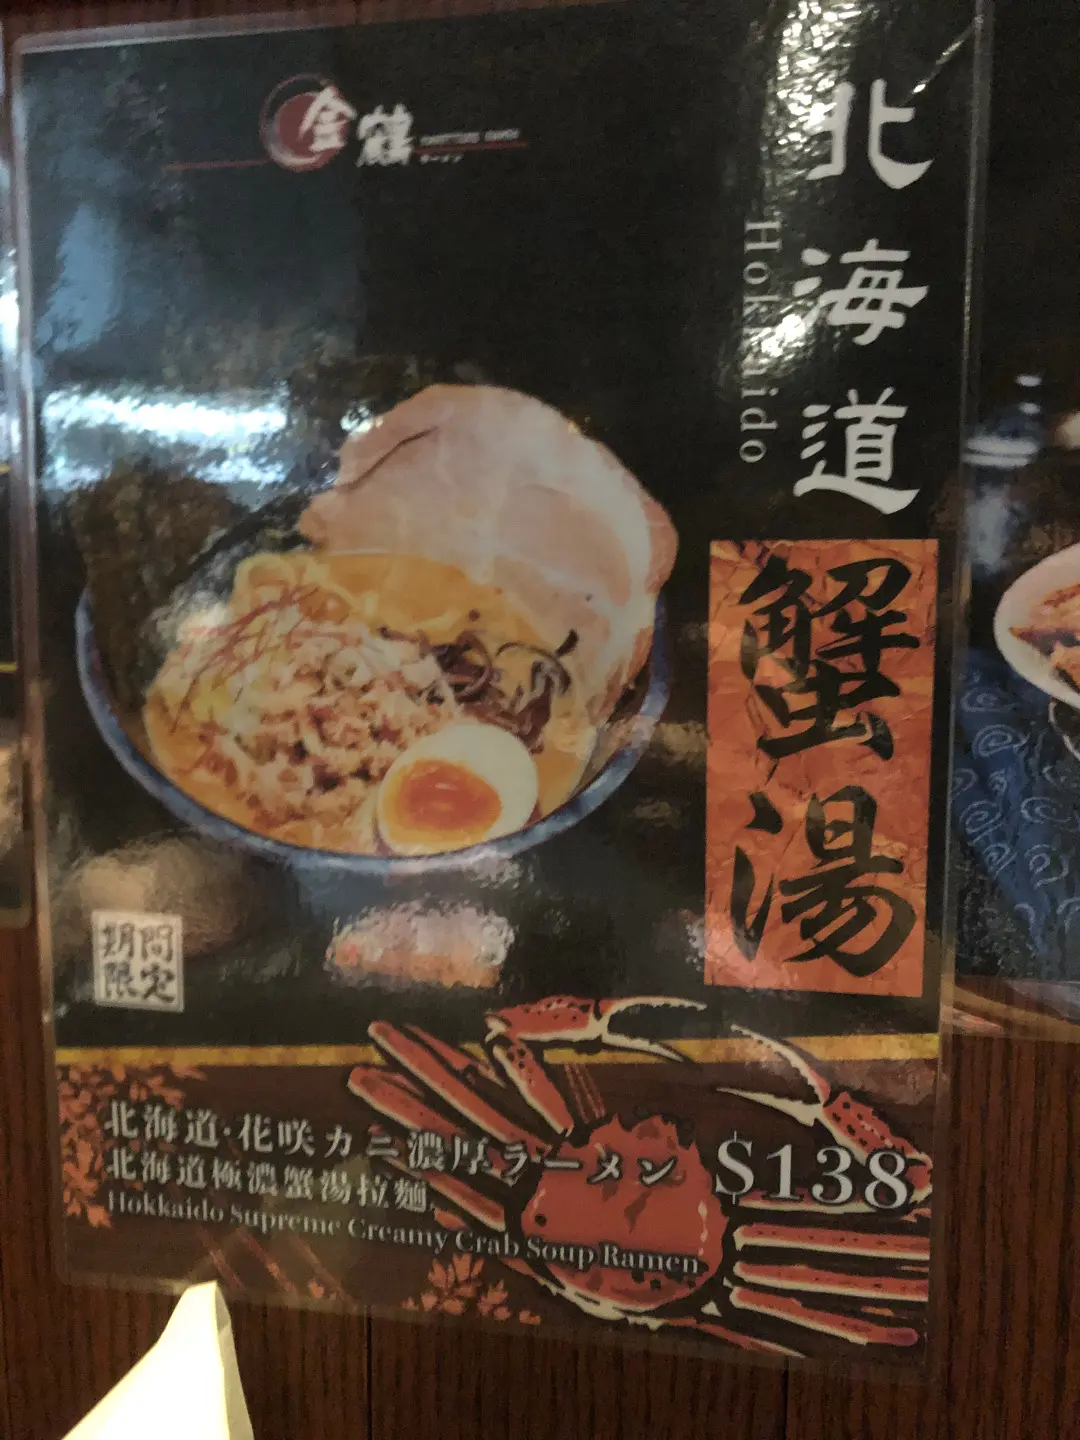 金鶴
北海道
Hokkaido
蟹湯
期間
限定
北海道・花咲カニ濃厚ラーメン
北海道極濃蟹湯拉麵
Hokkaido Supreme Creamy Crab Soup Ramen
$138